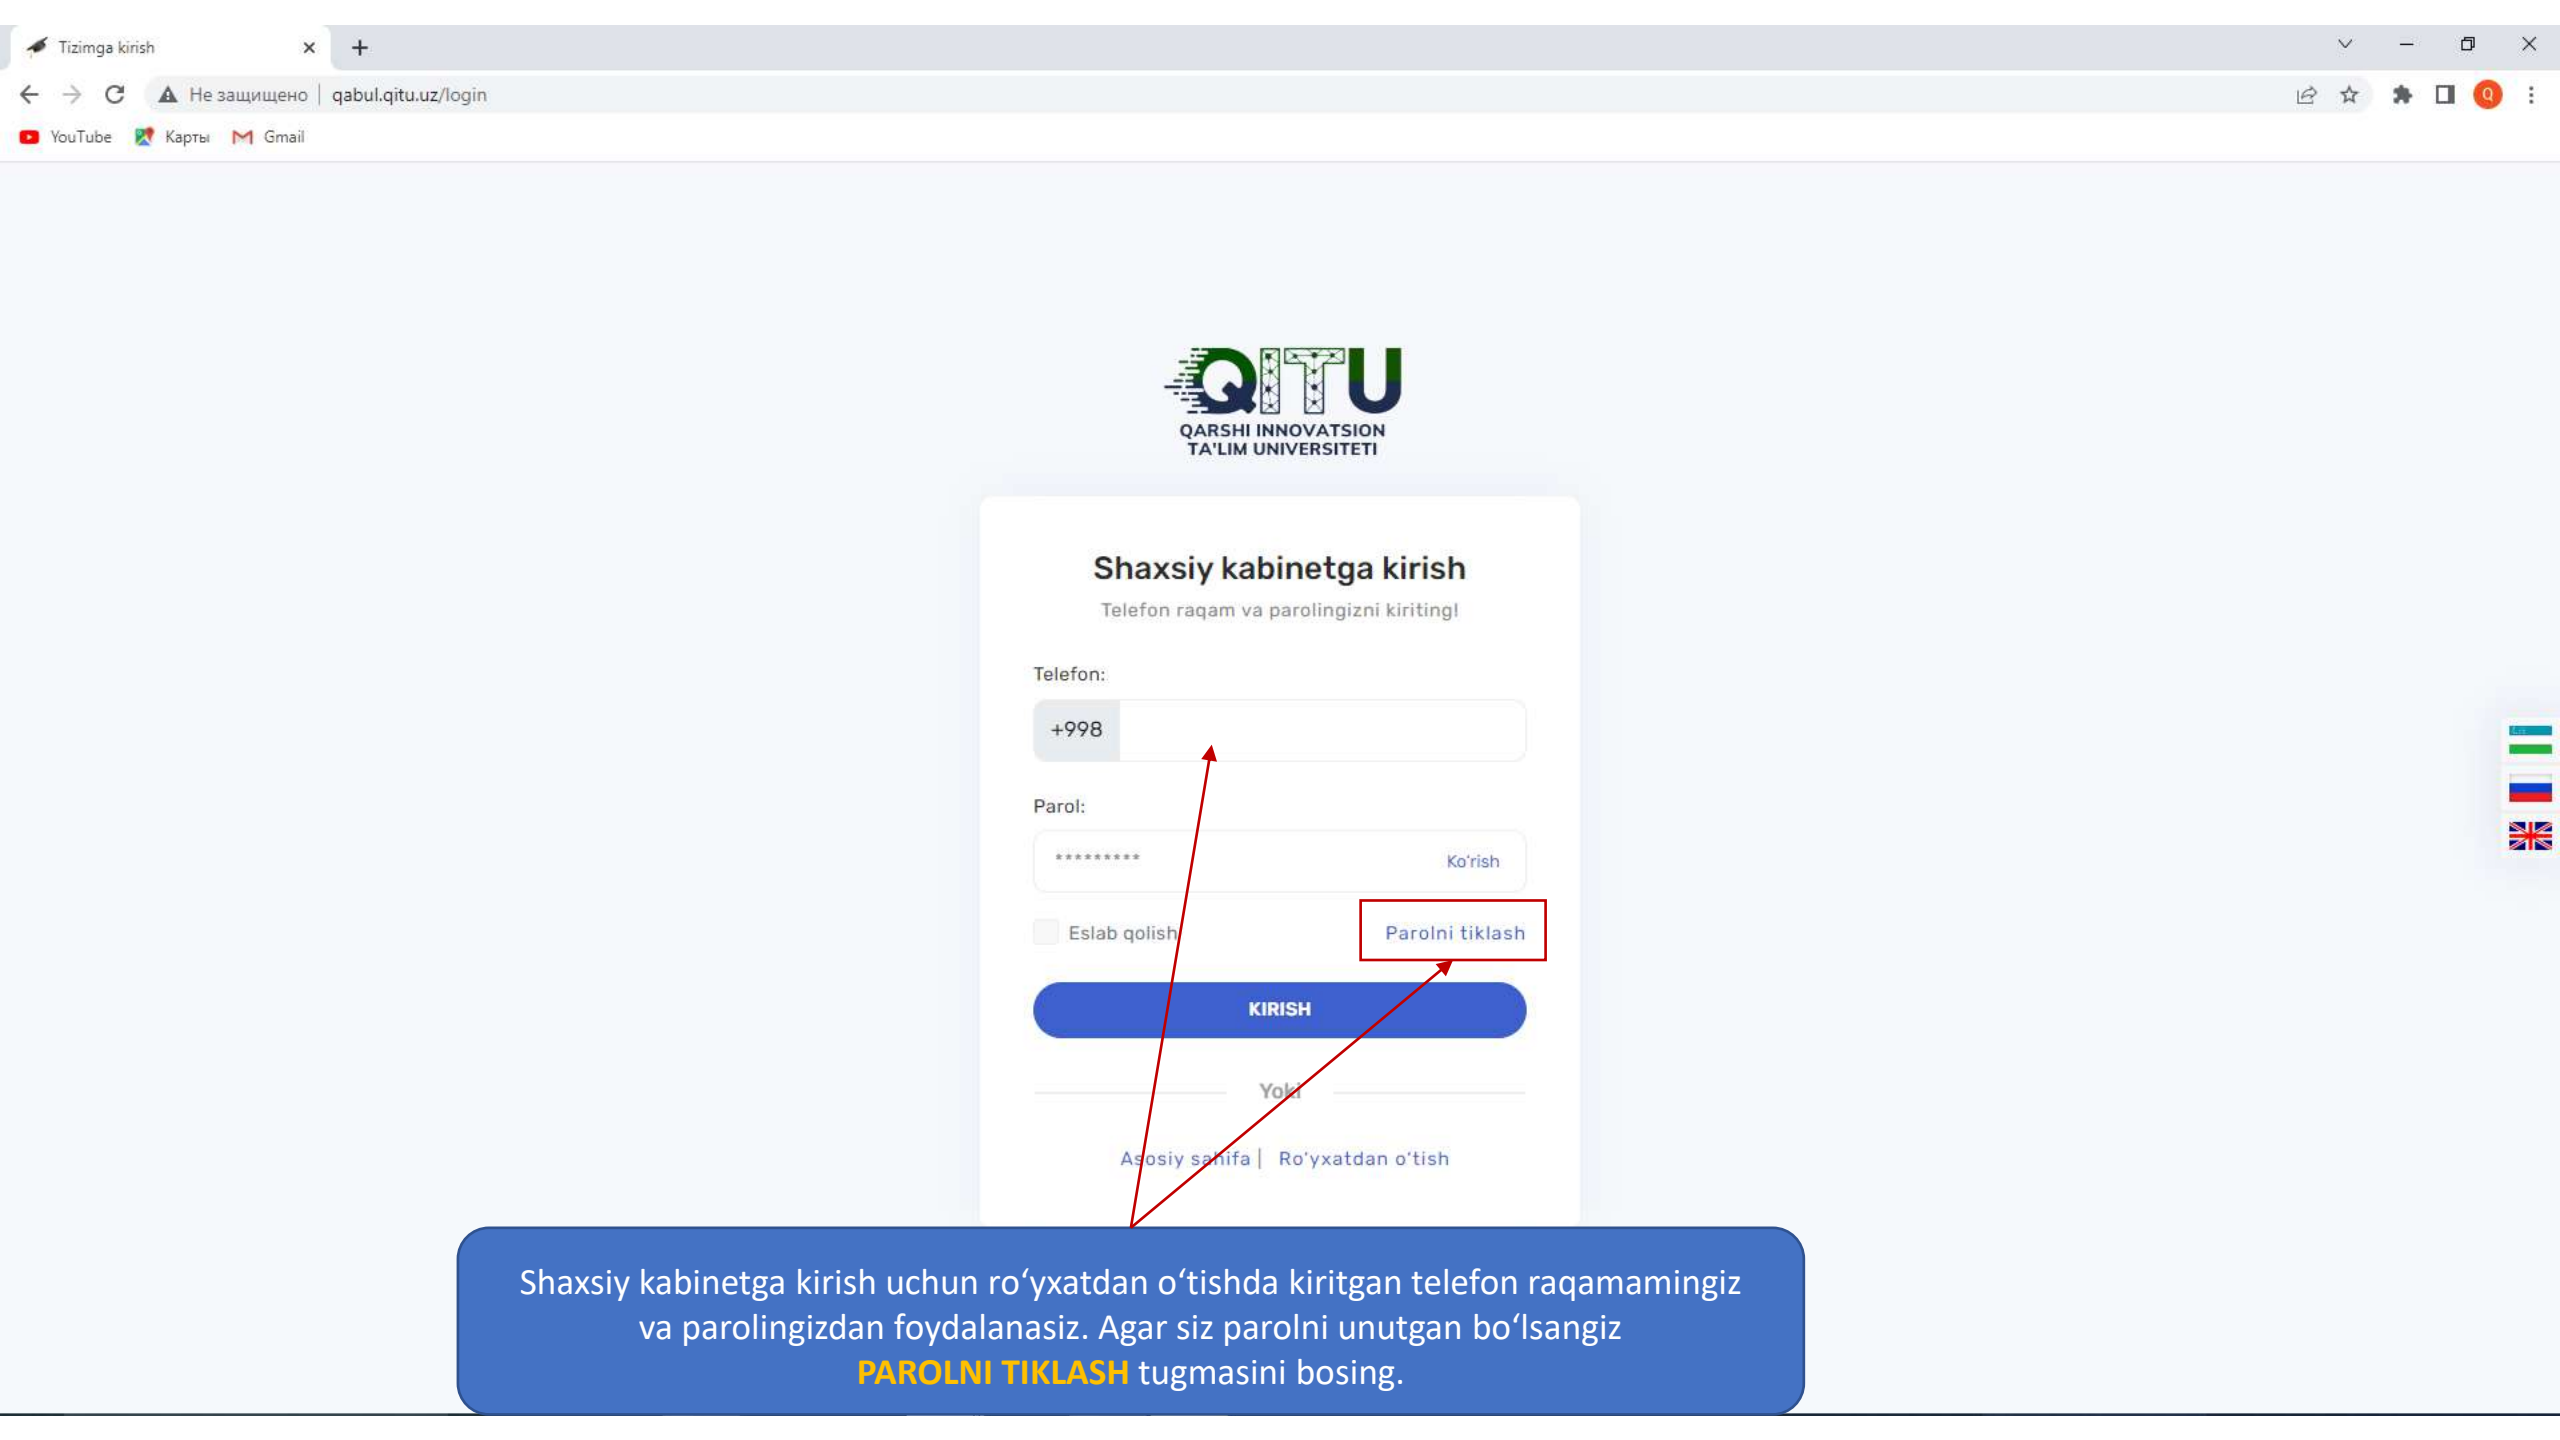 Tizimga kirish
Не защищено | qabul.qitu.uz/login
Q
YouTube Карты Gmail
QITU
QARSHI INNOVATSION
TA'LIM UNIVERSITETI
Shaxsiy kabinetga kirish
Telefon raqam va parolingizni kiriting!
Telefon:
+998
Parol:
********* Ko'rish
Eslab qolish Parolni tiklash
KIRISH
Yoki
Asosiy sahifa | Ro'yxatdan o'tish
Shaxsiy kabinetga kirish uchun ro‘yxatdan o‘tishda kiritgan telefon raqamamingiz
va parolingizdan foydalanasiz. Agar siz parolni unutgan bo‘lsangiz
PAROLNI TIKLASH tugmasini bosing.